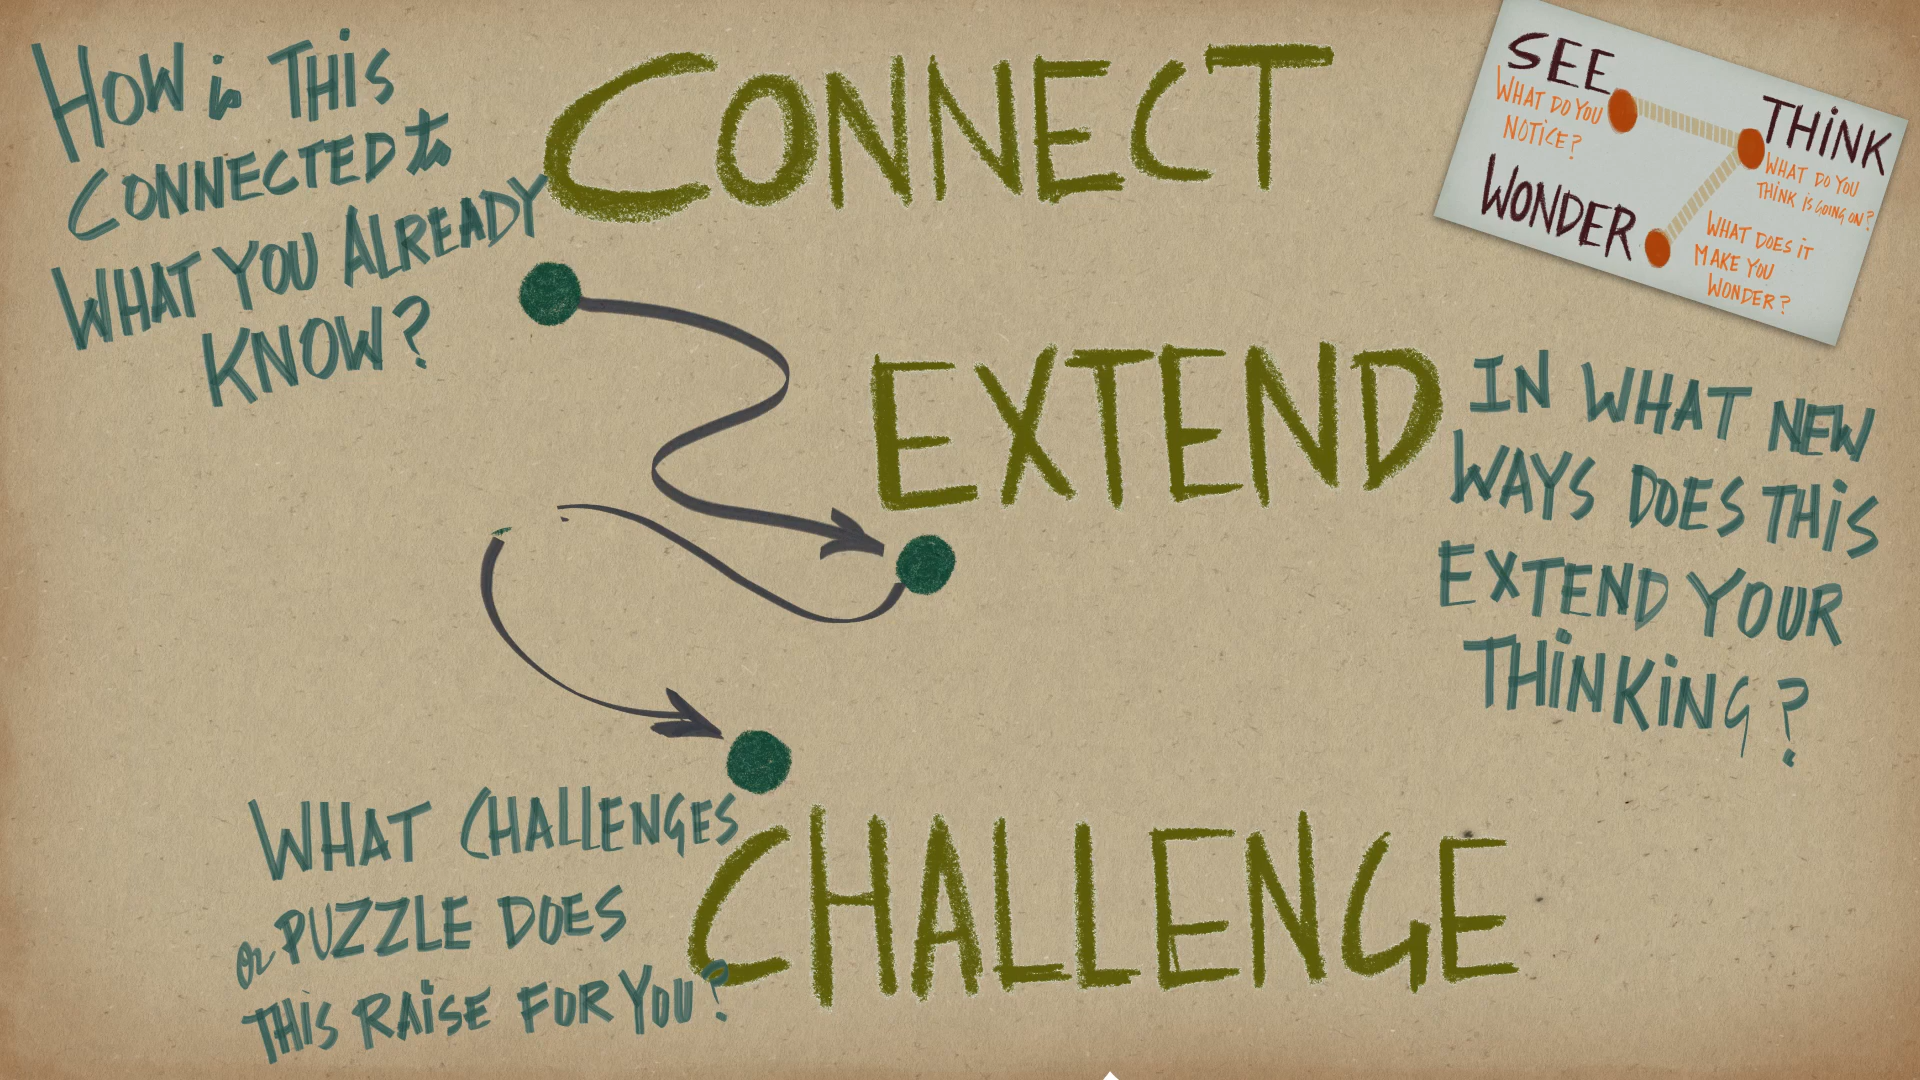 HOW is THIS
CONNECTED to
WHAT YOU ALREADY
KNOW?
CONNECT
SEE
WHAT DO YOU
NOTICE?
THINK
WHAT DO YOU
THINK IS GOING ON?
WONDER
WHAT DOES IT
MAKE YOU
WONDER?
EXTEND
IN WHAT NEW
WAYS DOES THIS
EXTEND YOUR
THINKING?
WHAT CHALLENGES
or PUZZLE DOES
THIS RAISE FOR YOU?
CHALLENGE